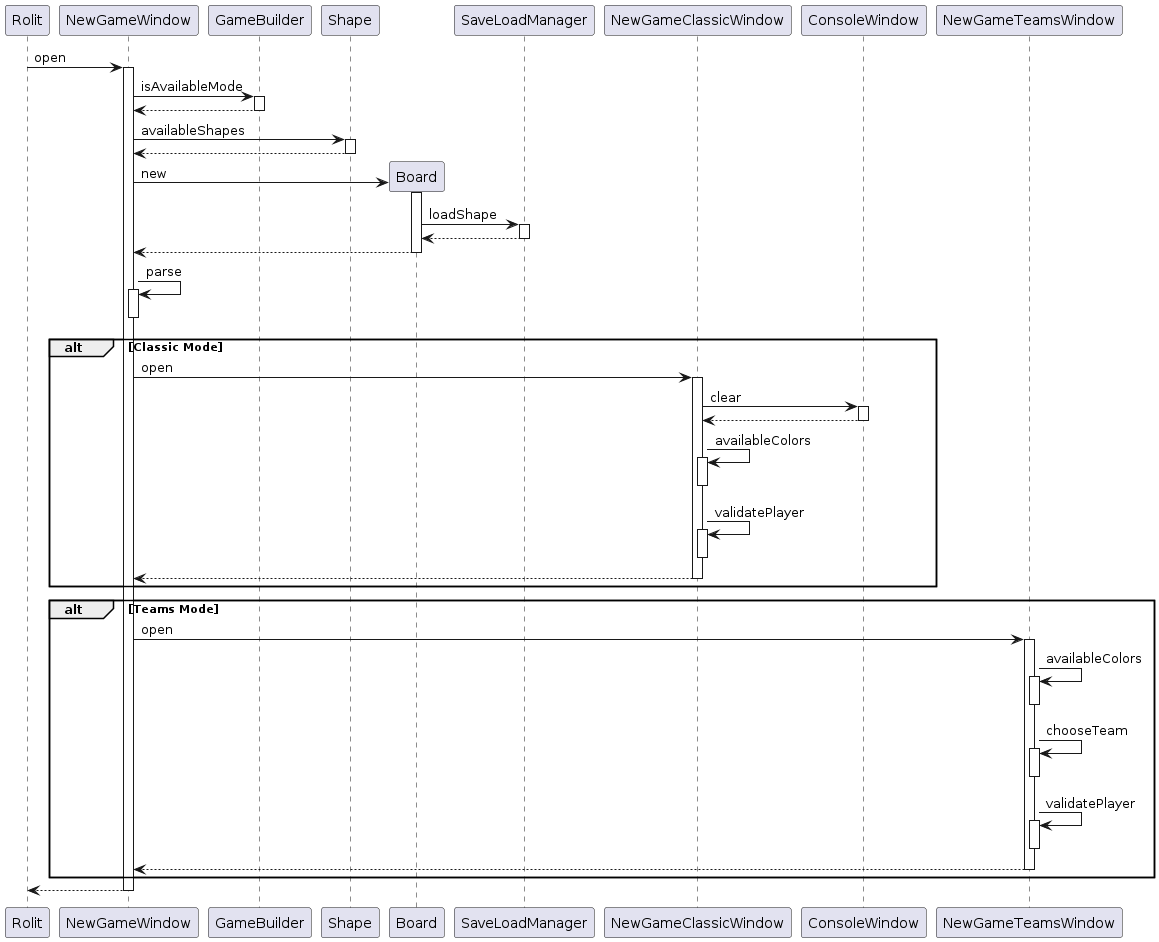 Rolit NewGameWindow GameBuilder Shape SaveLoadManager NewGameClassicWindow ConsoleWindow NewGameTeamsWindow
open
isAvailableMode
availableShapes
new
Board
loadShape
parse
alt [Classic Mode]
open
clear
availableColors
validatePlayer
alt [Teams Mode]
open
availableColors
chooseTeam
validatePlayer
Rolit NewGameWindow GameBuilder Shape Board SaveLoadManager NewGameClassicWindow ConsoleWindow NewGameTeamsWindow